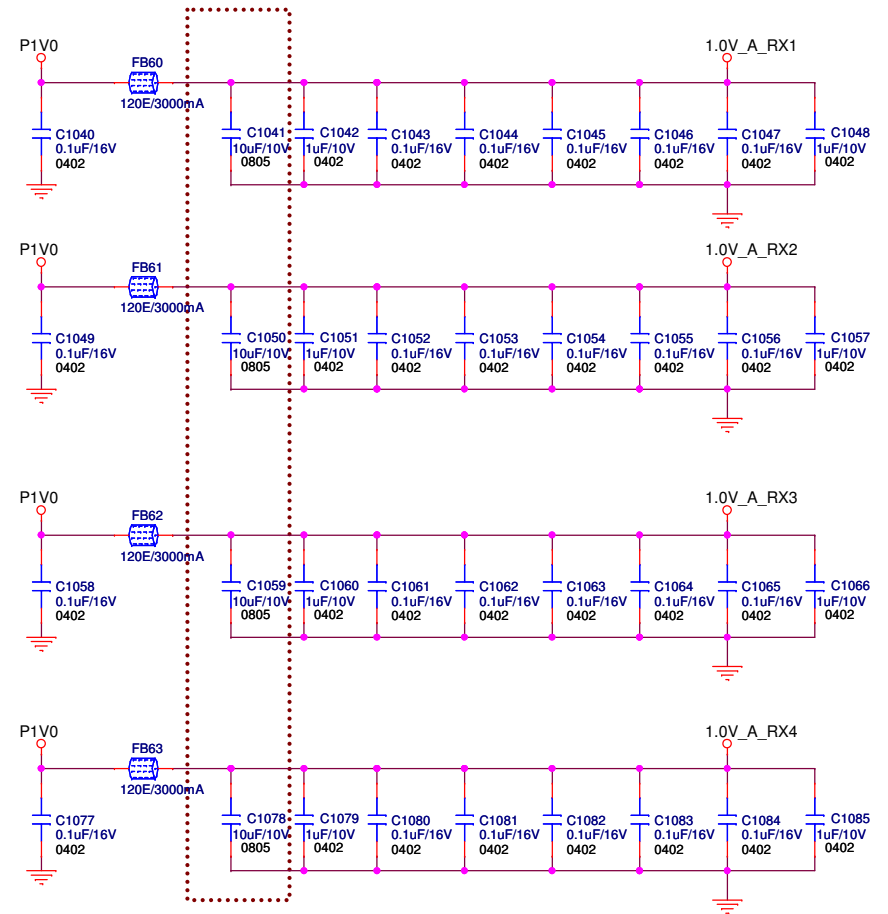 P1V0
1.0V_A_RX1
FB60
120E/3000mA
C1040
0.1uF/16V
0402
C1041
10uF/10V
0805
C1042
1uF/10V
0402
C1043
0.1uF/16V
0402
C1044
0.1uF/16V
0402
C1045
0.1uF/16V
0402
C1046
0.1uF/16V
0402
C1047
0.1uF/16V
0402
C1048
1uF/10V
0402
P1V0
1.0V_A_RX2
FB61
120E/3000mA
C1049
0.1uF/16V
0402
C1050
10uF/10V
0805
C1051
1uF/10V
0402
C1052
0.1uF/16V
0402
C1053
0.1uF/16V
0402
C1054
0.1uF/16V
0402
C1055
0.1uF/16V
0402
C1056
0.1uF/16V
0402
C1057
1uF/10V
0402
P1V0
1.0V_A_RX3
FB62
120E/3000mA
C1058
0.1uF/16V
0402
C1059
10uF/10V
0805
C1060
1uF/10V
0402
C1061
0.1uF/16V
0402
C1062
0.1uF/16V
0402
C1063
0.1uF/16V
0402
C1064
0.1uF/16V
0402
C1065
0.1uF/16V
0402
C1066
1uF/10V
0402
P1V0
1.0V_A_RX4
FB63
120E/3000mA
C1077
0.1uF/16V
0402
C1078
10uF/10V
0805
C1079
1uF/10V
0402
C1080
0.1uF/16V
0402
C1081
0.1uF/16V
0402
C1082
0.1uF/16V
0402
C1083
0.1uF/16V
0402
C1084
0.1uF/16V
0402
C1085
1uF/10V
0402